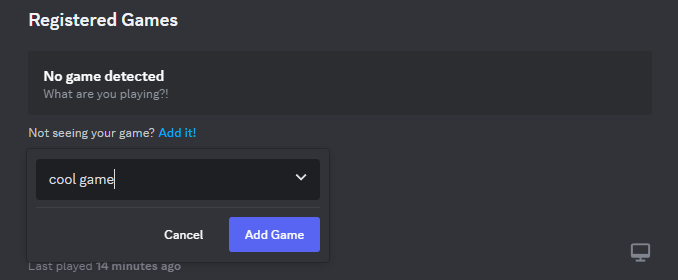 Registered Games
No game detected
What are you playing?!
Not seeing your game? Add it!
cool game
Cancel
Add Game
Last played 14 minutes ago